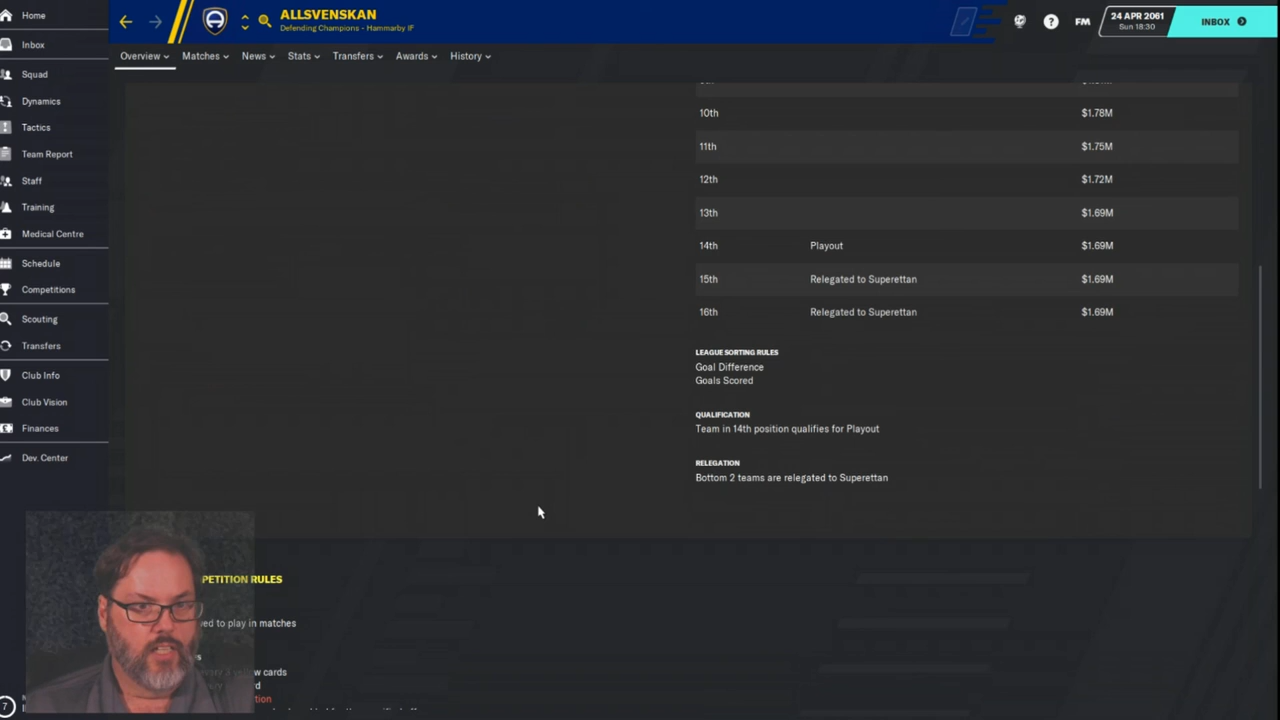 Home
Inbox
Squad
Dynamics
Tactics
Team Report
Staff
Training
Medical Centre
Schedule
Competitions
Scouting
Transfers
Club Info
Club Vision
Finances
Dev. Center
ALLSVENSKAN
Defending Champions - Hammarby IF
?
FM
24 APR 2061
Sun 18:30
INBOX
Overview
Matches
News
Stats
Transfers
Awards
History
10th $1.78M
11th $1.75M
12th $1.72M
13th $1.69M
14th Playout $1.69M
15th Relegated to Superettan $1.69M
16th Relegated to Superettan $1.69M
LEAGUE SORTING RULES
Goal Difference
Goals Scored
QUALIFICATION
Team in 14th position qualifies for Playout
RELEGATION
Bottom 2 teams are relegated to Superettan
PETITION RULES
ved to play in matches
yellow cards
7